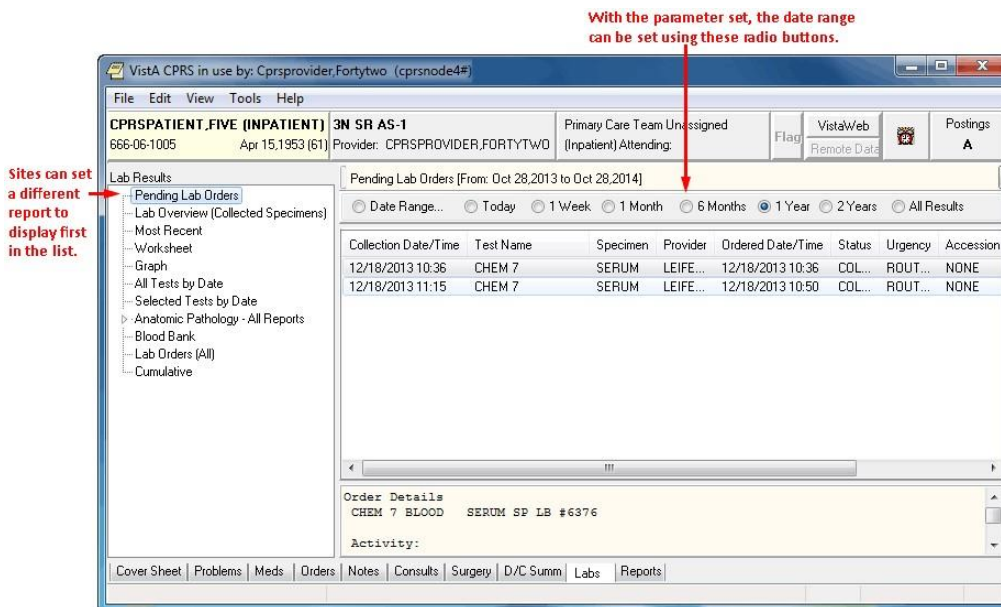 With the parameter set, the date range
can be set using these radio buttons.
VistA CPRS in use by: Cprsprovider,Fortytwo (cprsnode4#)
File Edit View Tools Help
CPRSPATIENT,FIVE (INPATIENT) 3N SR AS-1 Primary Care Team Unassigned Flag VistaWeb Postings
666-06-1005 Apr 15,1953 (61) Provider: CPRSPROVIDER,FORTYTWO (Inpatient) Attending: Remote Data A
Sites can set
a different
report to
display first
in the list.
Lab Results
Pending Lab Orders
Lab Overview (Collected Specimens)
Most Recent
Worksheet
Graph
All Tests by Date
Selected Tests by Date
Anatomic Pathology - All Reports
Blood Bank
Lab Orders (All)
Cumulative
Pending Lab Orders [From: Oct 28,2013 to Oct 28,2014]
Date Range... Today 1 Week 1 Month 6 Months 1 Year 2 Years All Results
Collection Date/Time Test Name Specimen Provider Ordered Date/Time Status Urgency Accession
12/18/2013 10:36 CHEM 7 SERUM LEIFE... 12/18/2013 10:36 COL... ROUT... NONE
12/18/2013 11:15 CHEM 7 SERUM LEIFE... 12/18/2013 10:50 COL... ROUT... NONE
Order Details
CHEM 7 BLOOD SERUM SP LB #6376
Activity:
Cover Sheet Problems Meds Orders Notes Consults Surgery D/C Summ Labs Reports